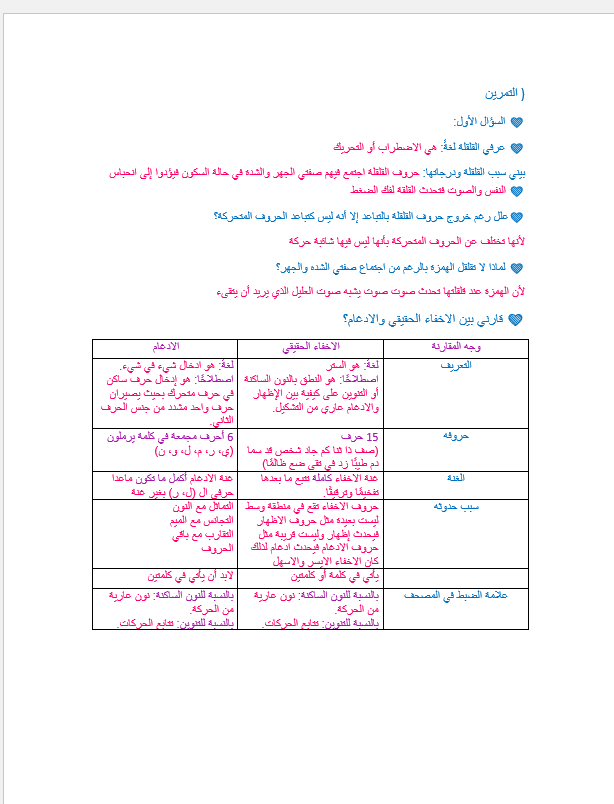 ( التمرين
السؤال الأول:
عرفي القلقلة لغةً: هي الاضطراب أو التحريك
بيني سبب القلقلة ودرجاتها: حروف القلقلة اجتمع فيهم صفتي الجهر والشدة في حالة السكون فيؤدوا إلى انحباس
النفس والصوت فتحدث القلقة لفك الضغط
علل رغم خروج حروف القلقلة بالتباعد إلا أنه ليس كتباعد الحروف المتحركة؟
لأنها تختلف عن الحروف المتحركة بأنها ليس فيها شائبة حركة
لماذا لا تقلقل الهمزة بالرغم من اجتماع صفتي الشده والجهر؟
لأن الهمزة عند قلقلتها تحدث صوت صوت يشبه صوت العليل الذي يريد أن يتقىء
قارني بين الاخفاء الحقيقي والادغام؟
وجه المقارنة الاخفاء الحقيقي الادغام
التعريف
لغةً: هو الستر
اصطلاحًا: هو النطق بالنون الساكنة
أو التنوين على كيفية بين الإظهار
والادغام عاري من التشكيل.
لغةً: هو ادخال شيء في شيء.
اصطلاحًا: هو إدخال حرف ساكن
في حرف متحرك بحيث يصيران
حرف واحد مشدد من جنس الحرف
الثاني.
حروفه
15 حرف
(صف ذا ثنا كم جاد شخص قد سما
دم طيبًا زد في تقى ضع ظالمًا)
6 أحرف مجمعة في كلمة يرملون
(ي، ر، م، ل، و، ن)
الغنة
غنة الاخفاء كاملة تتبع ما بعدها
تفخيمًا وترقيقًا.
غنة الادغام أكمل ما تكون ماعدا
حرفي ال (ل، ر) بغير غنة
سبب حدوثه
حروف الاخفاء تقع في منطقة وسط
ليست بعيدة مثل حروف الاظهار
فيحدث إظهار وليست قريبة مثل
حروف الادغام فيحدث ادغام لذلك
كان الاخفاء الايسر والاسهل
التماثل مع النون
التجانس مع الميم
التقارب مع باقي
الحروف
يأتي في كلمة أو كلمتين
لابد أن يأتي في كلمتين
علامة الضبط في المصحف
بالنسبة للنون الساكنة: نون عارية
من الحركة.
بالنسبة للتنوين: تتابع الحركات.
بالنسبة للنون الساكنة: نون عارية
من الحركة.
بالنسبة للتنوين: تتابع الحركات.